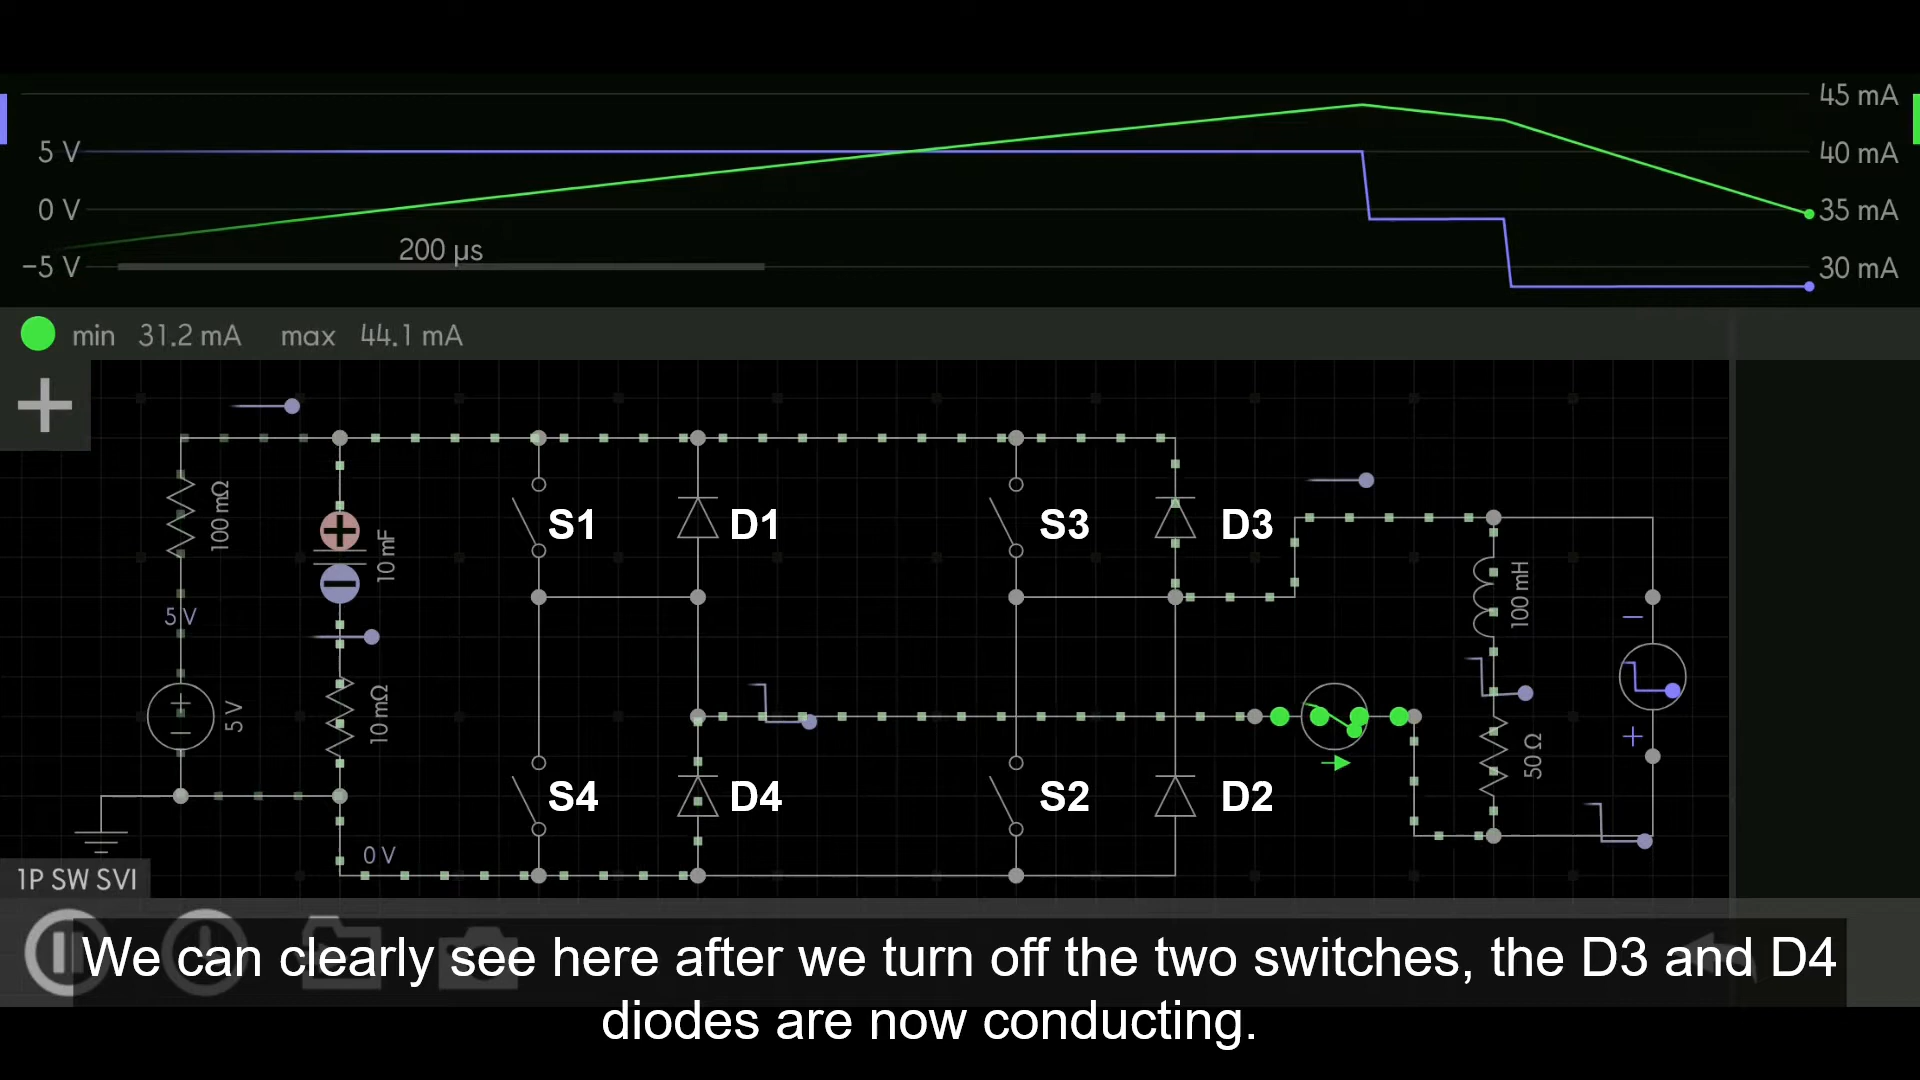 45 mA
5 V
40 mA
0 V
35 mA
200 µs
−5 V
30 mA
min 31.2 mA max 44.1 mA
100 mΩ
10 mF
S1
D1
S3
D3
100 mH
5 V
5 V
10 mΩ
50 Ω
S4
D4
S2
D2
0 V
1P SW SVI
We can clearly see here after we turn off the two switches, the D3 and D4
diodes are now conducting.